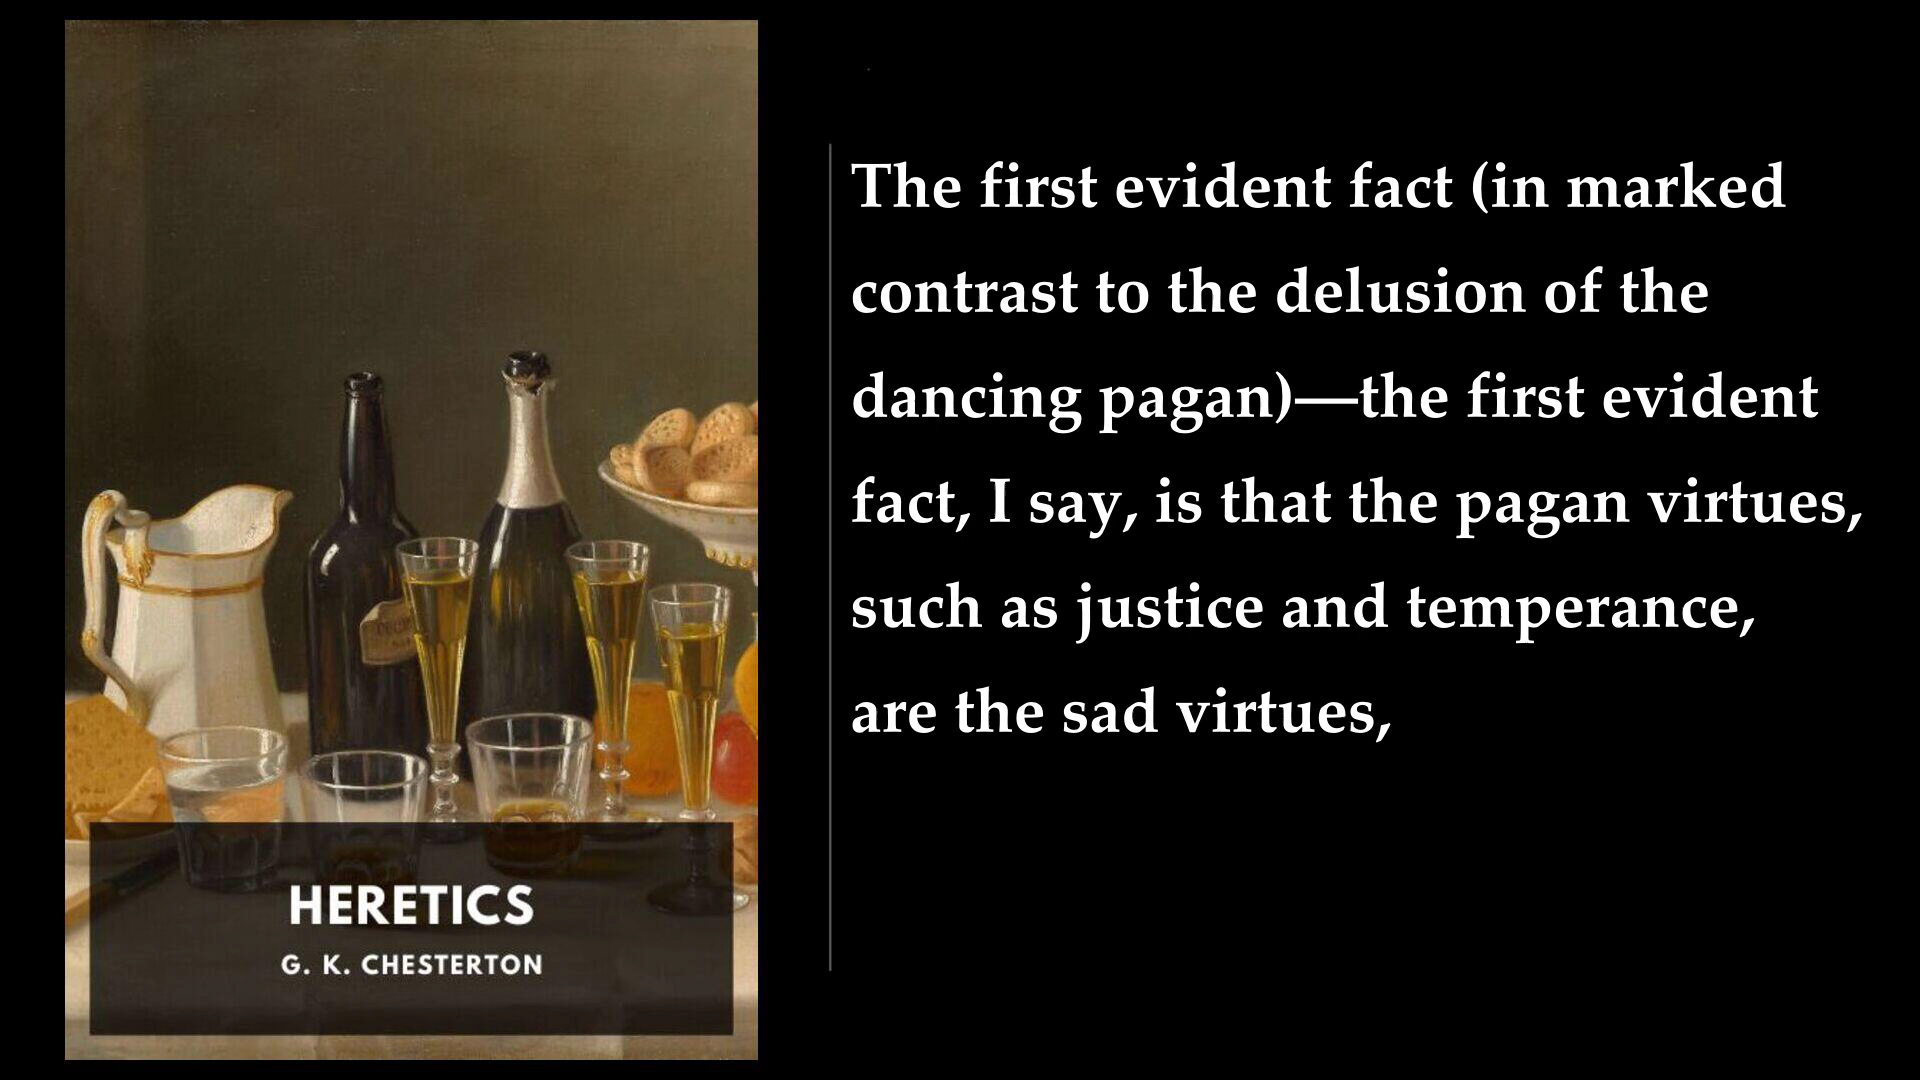 The first evident fact (in marked
contrast to the delusion of the
dancing pagan)—the first evident
fact, I say, is that the pagan virtues,
such as justice and temperance,
are the sad virtues,
HERETICS
G. K. CHESTERTON